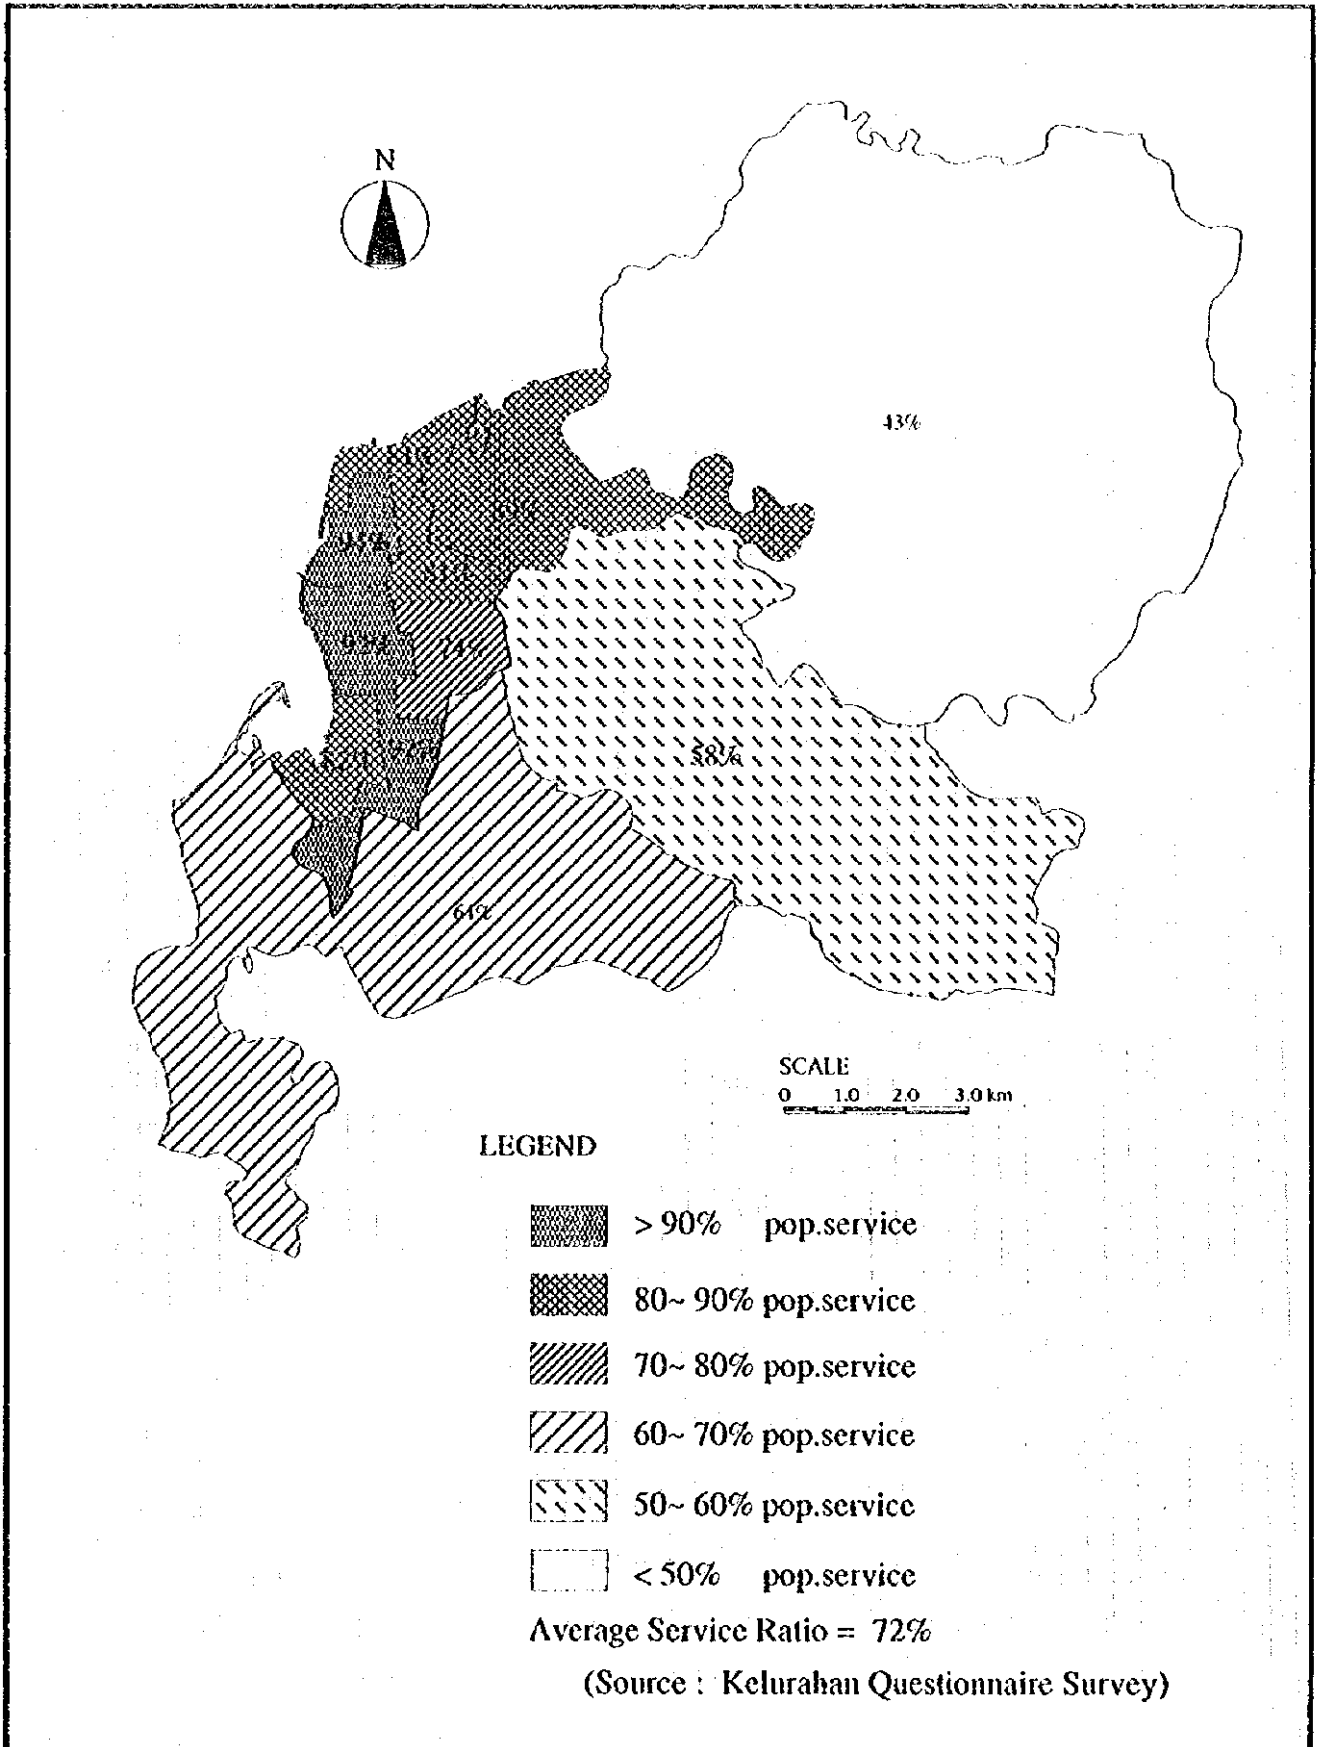 N
43%
58%
SCALE
0 1.0 2.0 3.0 km
LEGEND
> 90% pop.service
80~ 90% pop.service
70~ 80% pop.service
60~ 70% pop.service
50~ 60% pop.service
< 50% pop.service
Average Service Ratio = 72%
(Source : Kelurahan Questionnaire Survey)